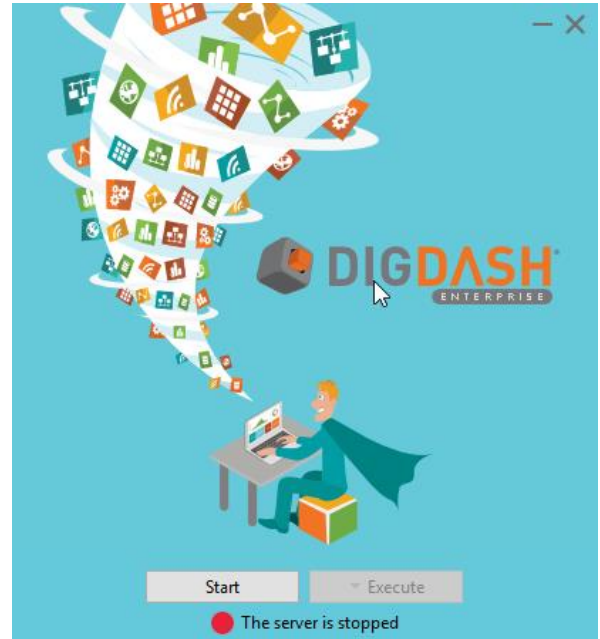 DIGDASH
ENTERPRISE
Start
Execute
The server is stopped